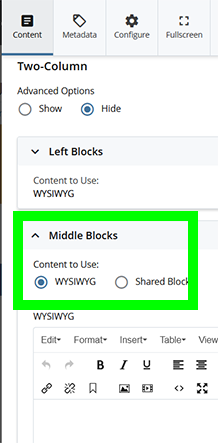 Content Metadata Configure Fullscreen
Two-Column
Advanced Options
Show Hide
Left Blocks
Content to Use:
WYSIWYG
Middle Blocks
Content to Use:
WYSIWYG Shared Block
WYSIWYG
Edit Format Insert Table View
B I U